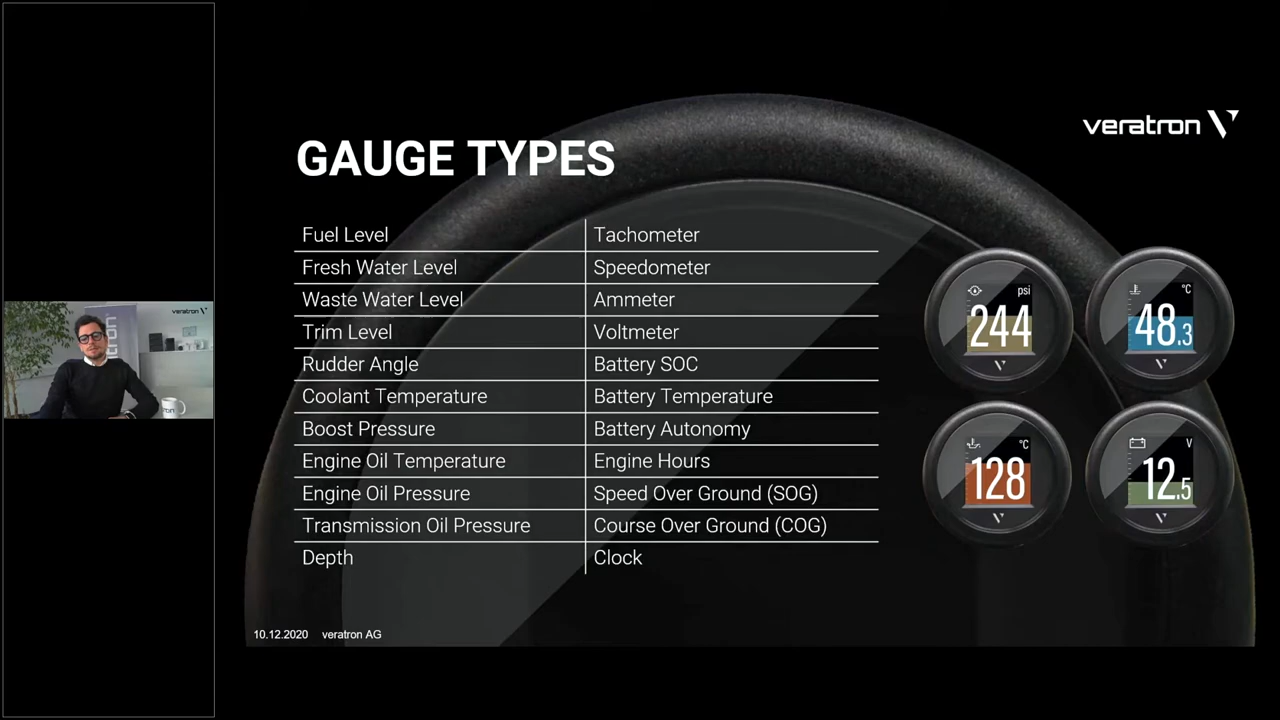 veratron
GAUGE TYPES
Fuel Level Tachometer
Fresh Water Level Speedometer
Waste Water Level Ammeter
Trim Level Voltmeter
Rudder Angle Battery SOC
Coolant Temperature Battery Temperature
Boost Pressure Battery Autonomy
Engine Oil Temperature Engine Hours
Engine Oil Pressure Speed Over Ground (SOG)
Transmission Oil Pressure Course Over Ground (COG)
Depth Clock
psi
244
°C
48.3
°C
128
V
12.5
veratron
10.12.2020 veratron AG